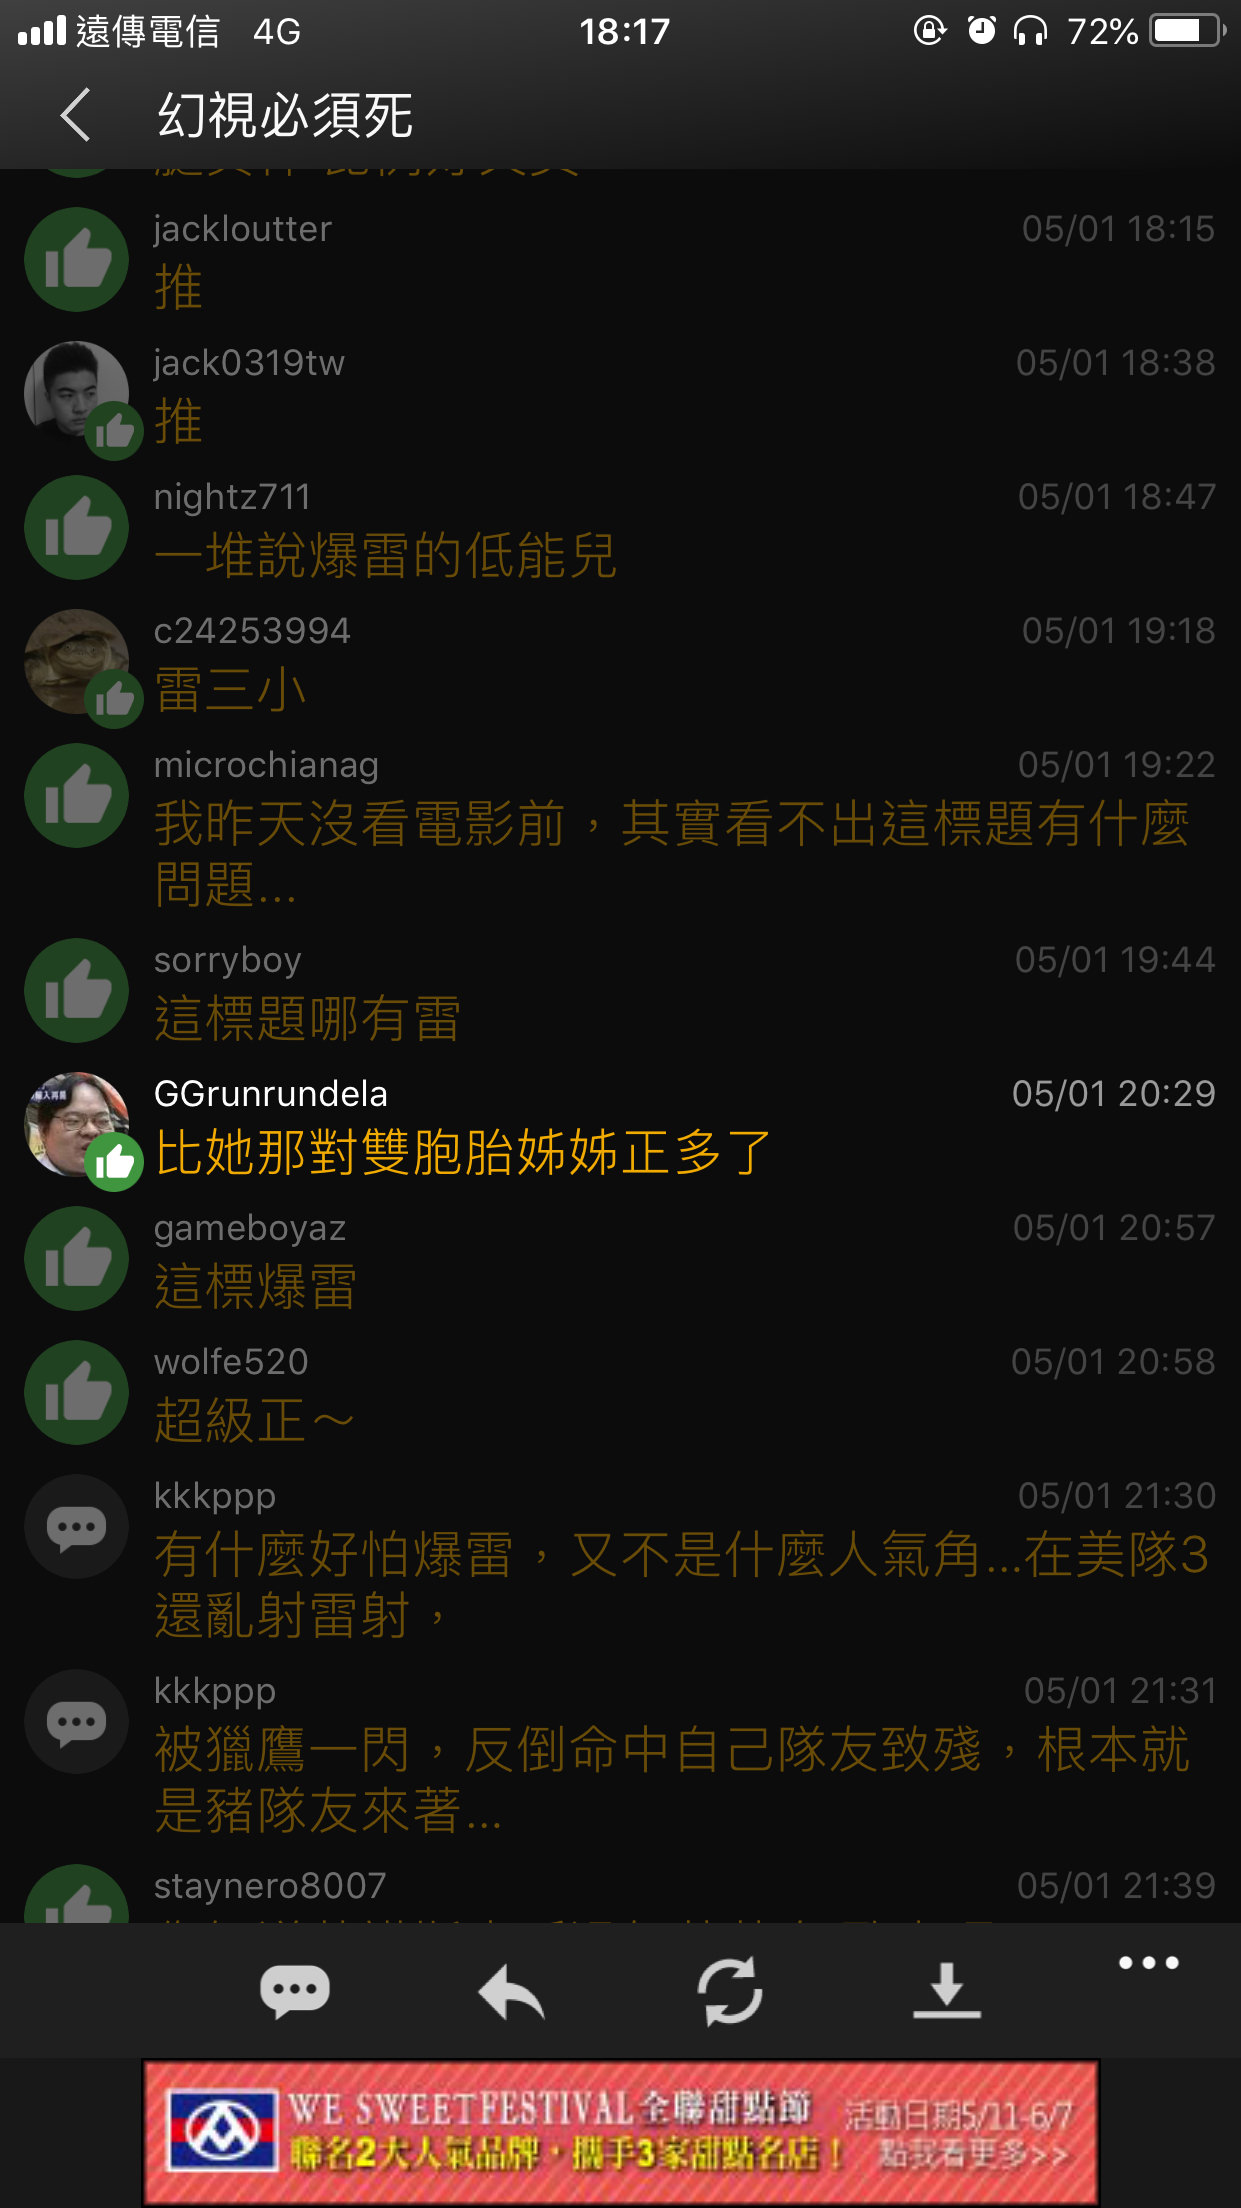 遠傳電信 4G 18:17 72%
幻視必須死
jackloutter 05/01 18:15
推
jack0319tw 05/01 18:38
推
nightz711 05/01 18:47
一堆說爆雷的低能兒
c24253994 05/01 19:18
雷三小
microchianag 05/01 19:22
我昨天沒看電影前，其實看不出這標題有什麼
問題...
sorryboy 05/01 19:44
這標題哪有雷
GGrunrundela 05/01 20:29
比她那對雙胞胎姊姊正多了
gameboyaz 05/01 20:57
這標爆雷
wolfe520 05/01 20:58
超級正～
kkkppp 05/01 21:30
有什麼好怕爆雷，又不是什麼人氣角...在美隊3
還亂射雷射，
kkkppp 05/01 21:31
被獵鷹一閃，反倒命中自己隊友致殘，根本就
是豬隊友來著...
staynero8007 05/01 21:39
WE SWEET FESTIVAL 全聯甜點節
聯名2大人氣品牌，攜手3家甜點名店！
活動日期5/11-6/7
點我看更多>>